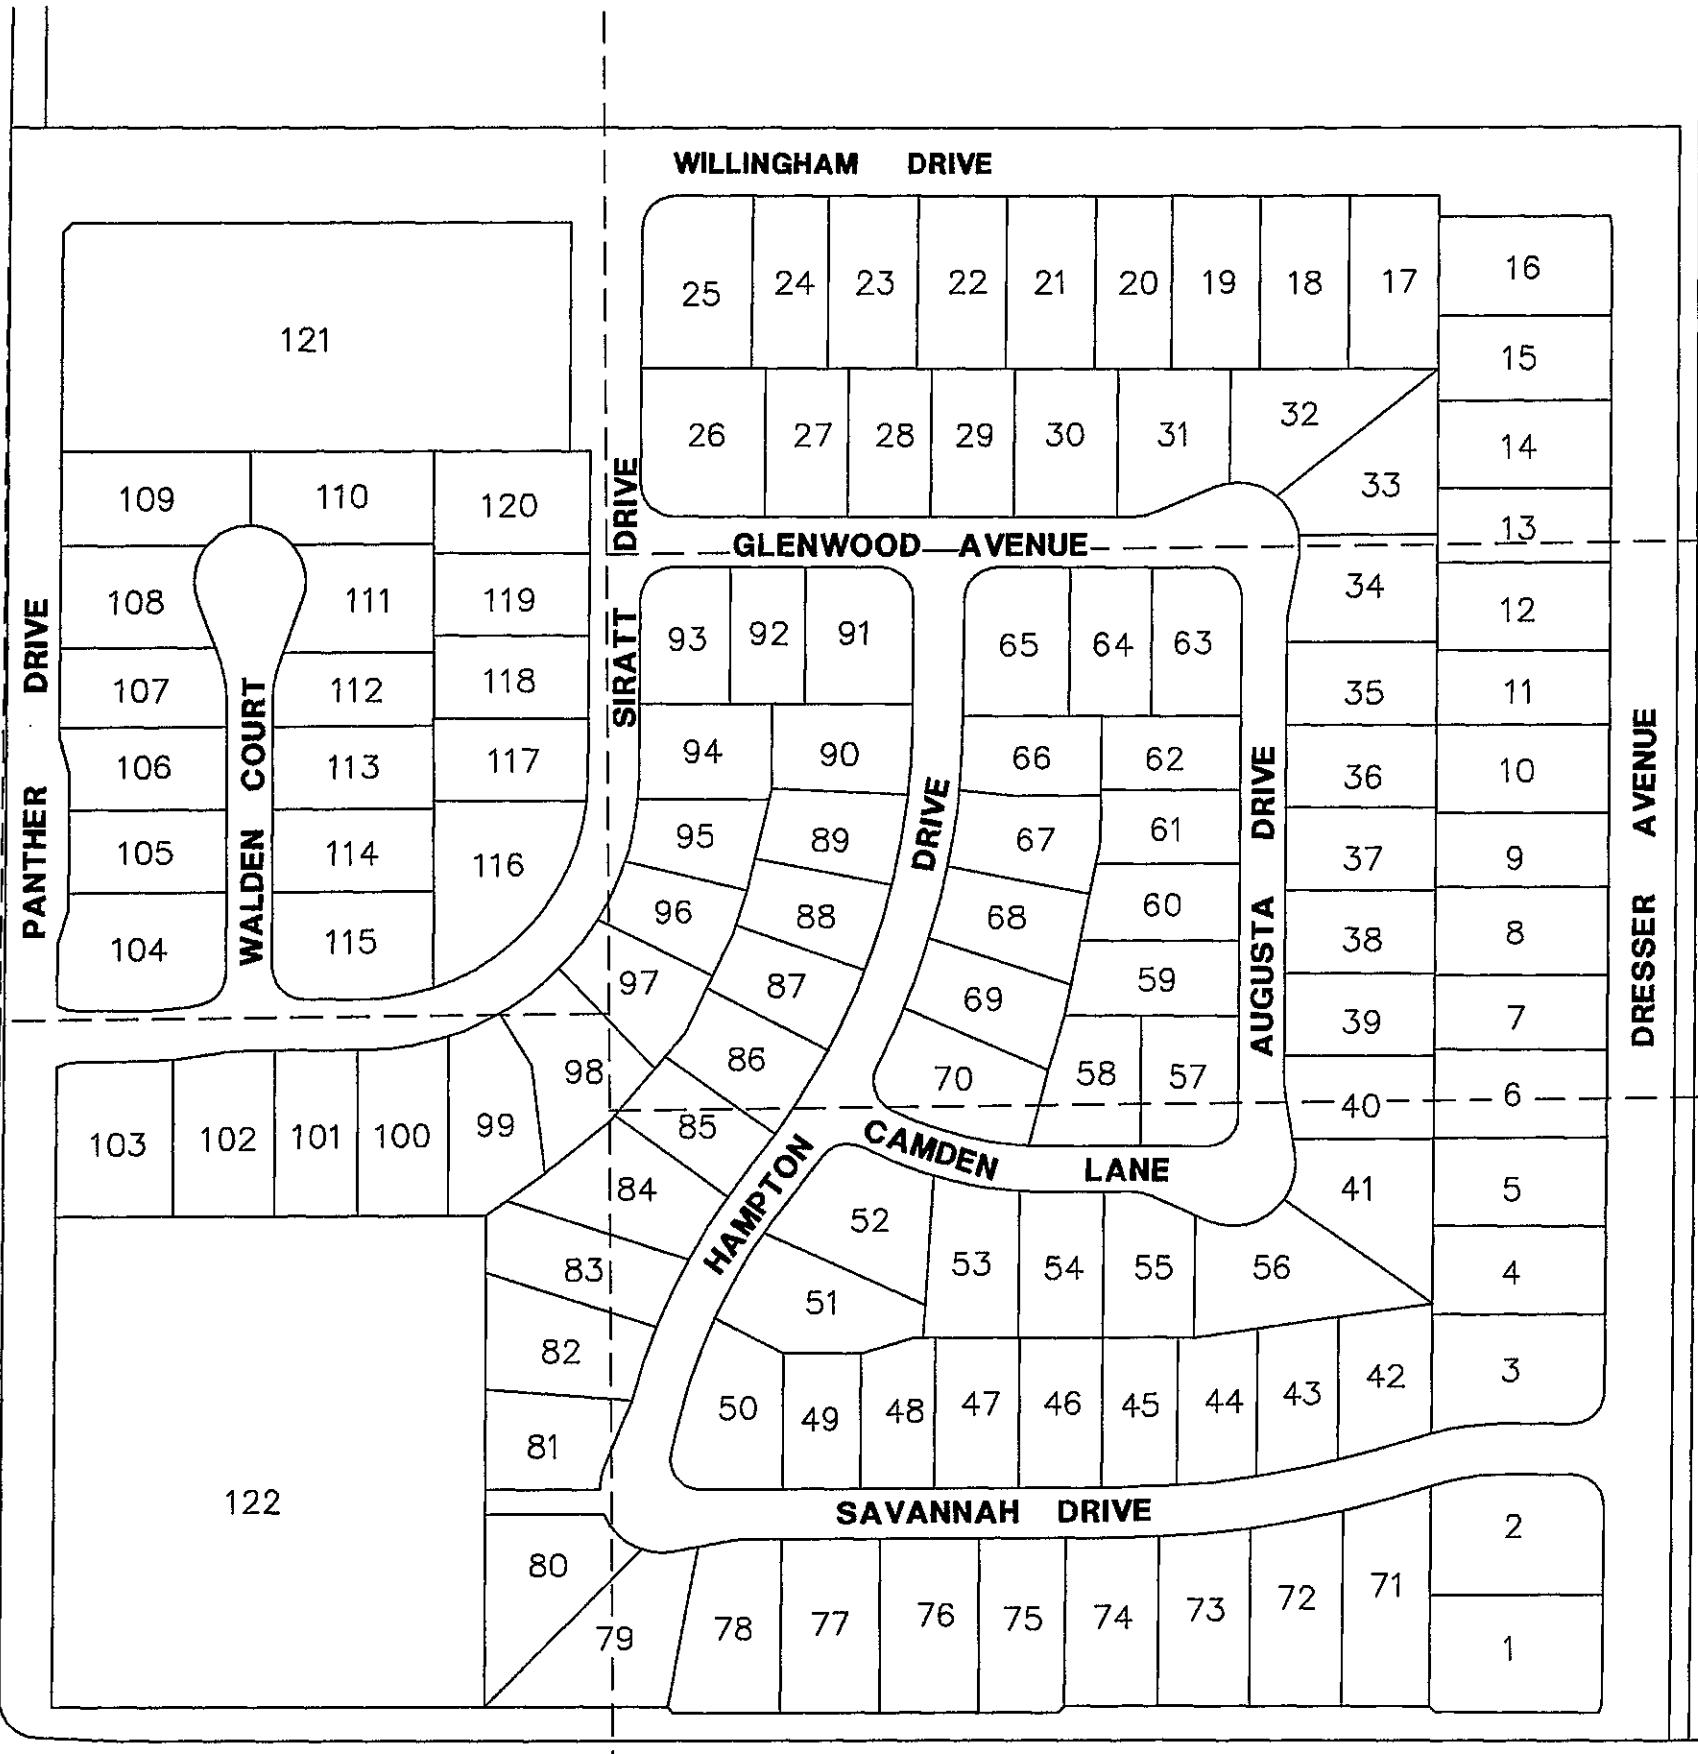 WILLINGHAM DRIVE
25 24 23 22 21 20 19 18 17 16
121
15
26 27 28 29 30 31 32 33 14
13
109 110 120
SIRATT DRIVE
GLENWOOD AVENUE
108 111 119
93 92 91 65 64 63 34 12
107 112 118 35 11
PANTHER DRIVE
WALDEN COURT
106 113 117 94 90 66 62 36 10
HAMPTON DRIVE
AUGUSTA DRIVE
DRESSER AVENUE
105 114 116 95 89 67 61 37 9
96 88 68 60 38 8
104 115 97 87 69 59 39 7
98 86 70 58 57 40 6
103 102 101 100 99 85
CAMDEN LANE
84 52 41 5
83 51 53 54 55 56 4
82 50 49 48 47 46 45 44 43 42 3
81
122
SAVANNAH DRIVE
80 2
79 78 77 76 75 74 73 72 71
1